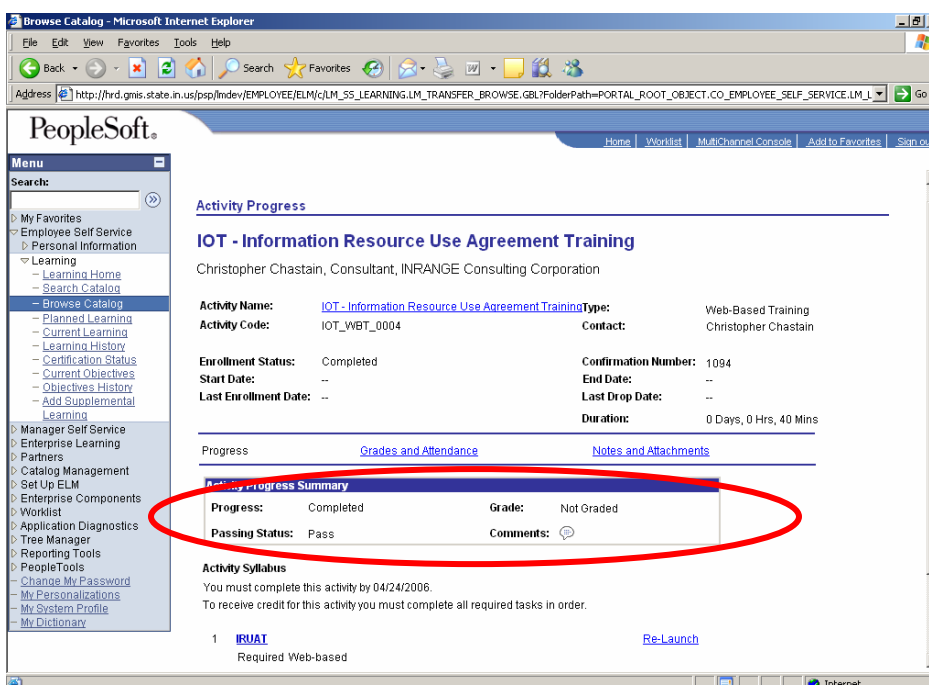 Browse Catalog - Microsoft Internet Explorer
File Edit View Favorites Tools Help
Back Search Favorites
Address http://hrd.gmis.state.in.us/psp/lmdev/EMPLOYEE/ELM/c/LM_SS_LEARNING.LM_TRANSFER_BROWSE.GBL?FolderPath=PORTAL_ROOT_OBJECT.CO_EMPLOYEE_SELF_SERVICE.LM_L Go
PeopleSoft®
Home Worklist MultiChannel Console Add to Favorites Sign ou
Menu
Search:
My Favorites
Employee Self Service
Personal Information
Learning
– Learning Home
– Search Catalog
– Browse Catalog
– Planned Learning
– Current Learning
– Learning History
– Certification Status
– Current Objectives
– Objectives History
– Add Supplemental
Learning
Manager Self Service
Enterprise Learning
Partners
Catalog Management
Set Up ELM
Enterprise Components
Worklist
Application Diagnostics
Tree Manager
Reporting Tools
PeopleTools
– Change My Password
– My Personalizations
– My System Profile
– My Dictionary
Activity Progress
IOT - Information Resource Use Agreement Training
Christopher Chastain, Consultant, INRANGE Consulting Corporation
Activity Name: IOT - Information Resource Use Agreement Training Type: Web-Based Training
Activity Code: IOT_WBT_0004 Contact: Christopher Chastain
Enrollment Status: Completed Confirmation Number: 1094
Start Date: -- End Date: --
Last Enrollment Date: -- Last Drop Date: --
Duration: 0 Days, 0 Hrs, 40 Mins
Progress Grades and Attendance Notes and Attachments
Activity Progress Summary
Progress: Completed Grade: Not Graded
Passing Status: Pass Comments:
Activity Syllabus
You must complete this activity by 04/24/2006.
To receive credit for this activity you must complete all required tasks in order.
1 IRUAT Re-Launch
Required Web-based
Internet